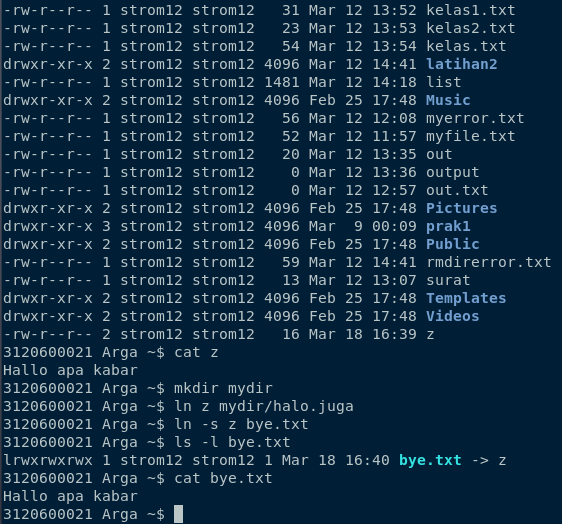 -rw-r--r-- 1 strom12 strom12   31 Mar 12 13:52 kelas1.txt
-rw-r--r-- 1 strom12 strom12   23 Mar 12 13:53 kelas2.txt
-rw-r--r-- 1 strom12 strom12   54 Mar 12 13:54 kelas.txt
drwxr-xr-x 2 strom12 strom12 4096 Mar 12 14:41 latihan2
-rw-r--r-- 1 strom12 strom12 1481 Mar 12 14:18 list
drwxr-xr-x 2 strom12 strom12 4096 Feb 25 17:48 Music
-rw-r--r-- 1 strom12 strom12   56 Mar 12 12:08 myerror.txt
-rw-r--r-- 1 strom12 strom12   52 Mar 12 11:57 myfile.txt
-rw-r--r-- 1 strom12 strom12   20 Mar 12 13:35 out
-rw-r--r-- 1 strom12 strom12    0 Mar 12 13:36 output
-rw-r--r-- 1 strom12 strom12    0 Mar 12 12:57 out.txt
drwxr-xr-x 2 strom12 strom12 4096 Feb 25 17:48 Pictures
drwxr-xr-x 3 strom12 strom12 4096 Mar  9 00:09 prak1
drwxr-xr-x 2 strom12 strom12 4096 Feb 25 17:48 Public
-rw-r--r-- 1 strom12 strom12   59 Mar 12 14:41 rmdirerror.txt
-rw-r--r-- 1 strom12 strom12   13 Mar 12 13:07 surat
drwxr-xr-x 2 strom12 strom12 4096 Feb 25 17:48 Templates
drwxr-xr-x 2 strom12 strom12 4096 Feb 25 17:48 Videos
-rw-r--r-- 2 strom12 strom12   16 Mar 18 16:39 z
3120600021 Arga ~$ cat z
Hallo apa kabar
3120600021 Arga ~$ mkdir mydir
3120600021 Arga ~$ ln z mydir/halo.juga
3120600021 Arga ~$ ln -s z bye.txt
3120600021 Arga ~$ ls -l bye.txt
lrwxrwxrwx 1 strom12 strom12 1 Mar 18 16:40 bye.txt -> z
3120600021 Arga ~$ cat bye.txt
Hallo apa kabar
3120600021 Arga ~$